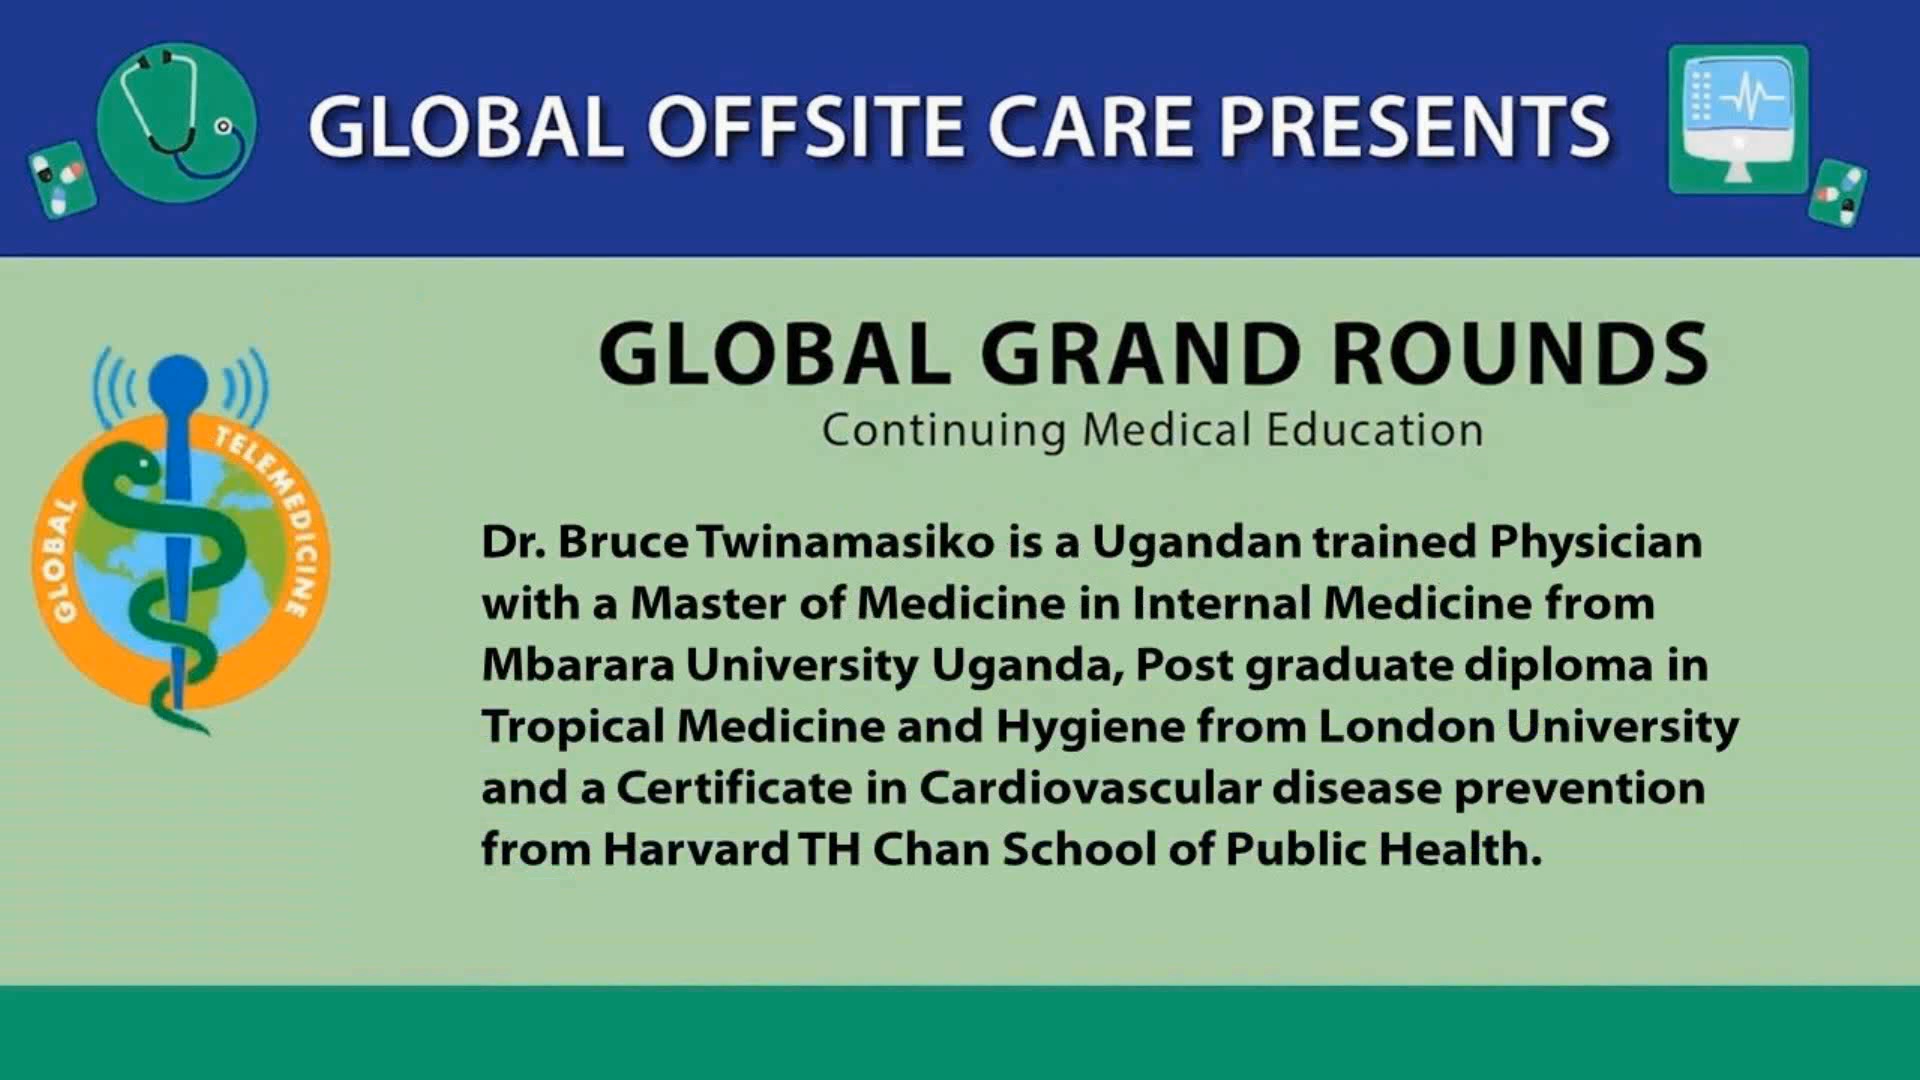 GLOBAL OFFSITE CARE PRESENTS
GLOBAL GRAND ROUNDS
Continuing Medical Education
GLOBAL TELEMEDICINE
Dr. Bruce Twinamasiko is a Ugandan trained Physician
with a Master of Medicine in Internal Medicine from
Mbarara University Uganda, Post graduate diploma in
Tropical Medicine and Hygiene from London University
and a Certificate in Cardiovascular disease prevention
from Harvard TH Chan School of Public Health.